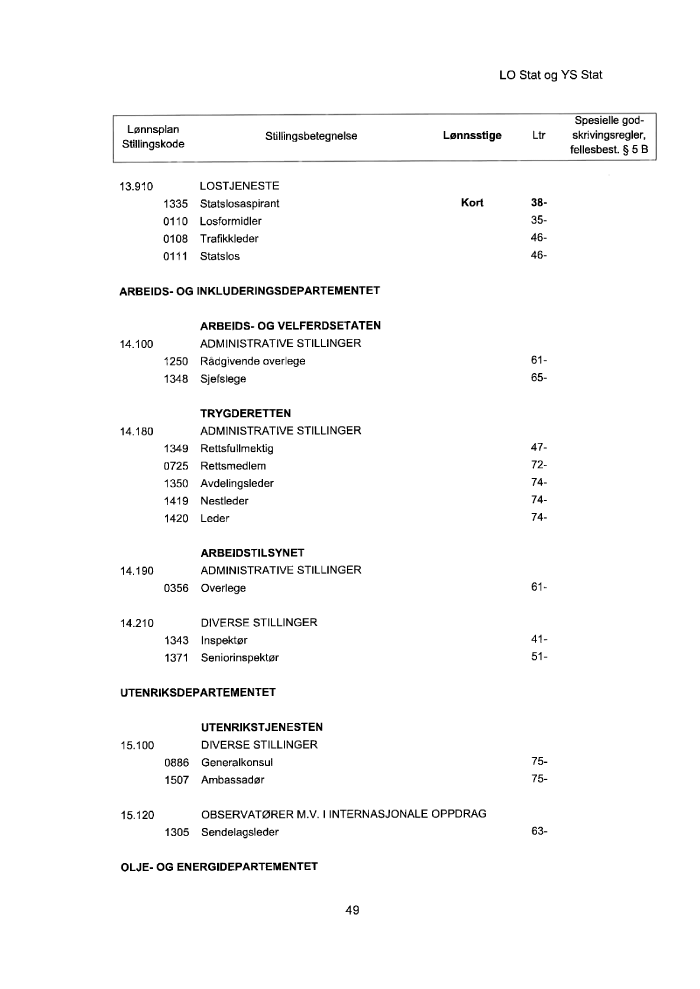 LO Stat og YS Stat
Lønnsplan
Stillingskode
Stillingsbetegnelse
Lønnsstige
Ltr
Spesielle god-
skrivingsregler,
fellesbest. § 5 B
13.910 LOSTJENESTE
1335 Statslosaspirant Kort 38-
0110 Losformidler 35-
0108 Trafikkleder 46-
0111 Statslos 46-
ARBEIDS- OG INKLUDERINGSDEPARTEMENTET
ARBEIDS- OG VELFERDSETATEN
14.100 ADMINISTRATIVE STILLINGER
1250 Rådgivende overlege 61-
1348 Sjefslege 65-
TRYGDERETTEN
14.180 ADMINISTRATIVE STILLINGER
1349 Rettsfullmektig 47-
0725 Rettsmedlem 72-
1350 Avdelingsleder 74-
1419 Nestleder 74-
1420 Leder 74-
ARBEIDSTILSYNET
14.190 ADMINISTRATIVE STILLINGER
0356 Overlege 61-
14.210 DIVERSE STILLINGER
1343 Inspektør 41-
1371 Seniorinspektør 51-
UTENRIKSDEPARTEMENTET
UTENRIKSTJENESTEN
15.100 DIVERSE STILLINGER
0886 Generalkonsul 75-
1507 Ambassadør 75-
15.120 OBSERVATØRER M.V. I INTERNASJONALE OPPDRAG
1305 Sendelagsleder 63-
OLJE- OG ENERGIDEPARTEMENTET
49